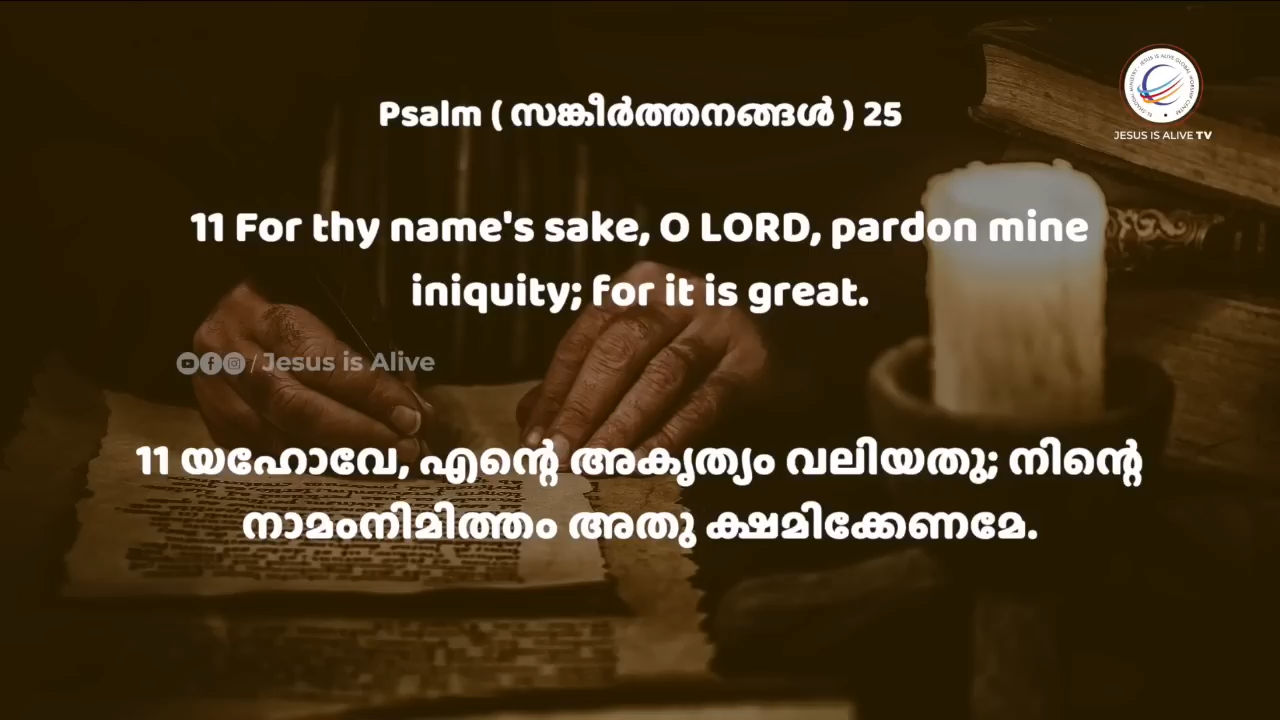 Psalm ( സങ്കീർത്തനങ്ങൾ ) 25
JESUS IS ALIVE TV
11 For thy name's sake, O LORD, pardon mine
iniquity; for it is great.
/ Jesus is Alive
11 യഹോവേ, എന്റെ അകൃത്യം വലിയതു; നിന്റെ
നാമംനിമിത്തം അതു ക്ഷമിക്കേണമേ.